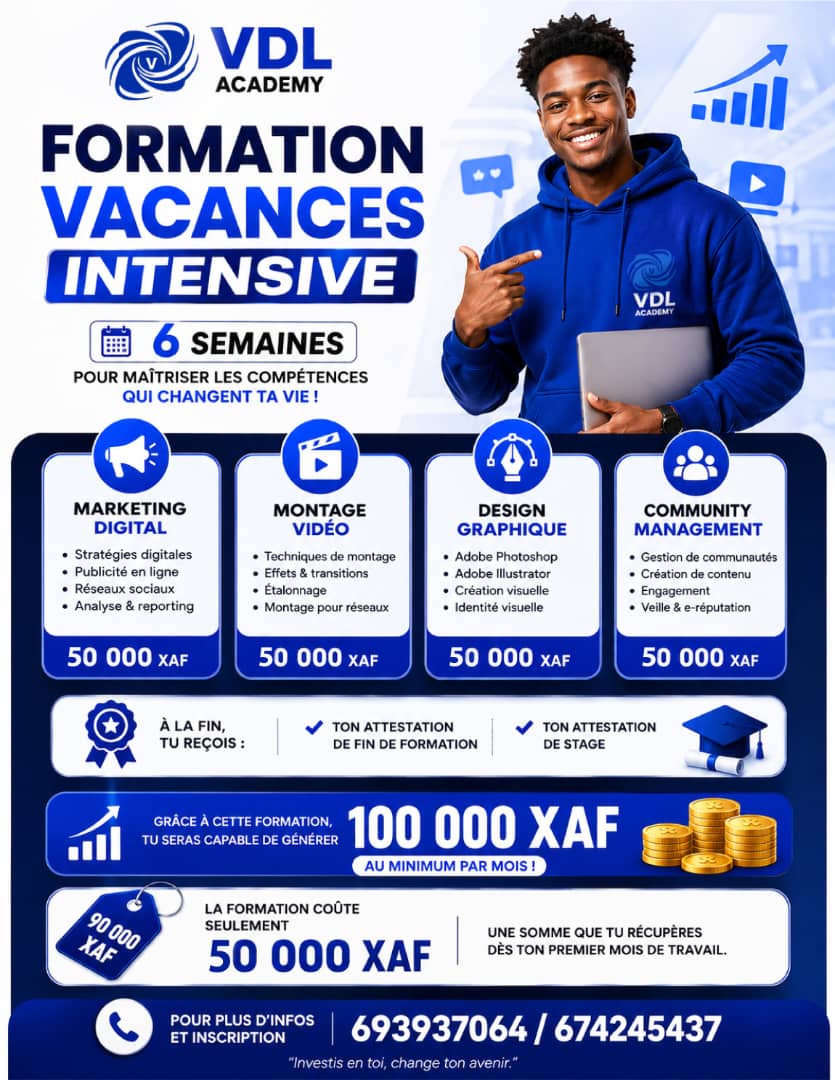 VDL
ACADEMY
FORMATION
VACANCES
INTENSIVE
6 SEMAINES
POUR MAÎTRISER LES COMPÉTENCES
QUI CHANGENT TA VIE !
VDL
ACADEMY
MARKETING
DIGITAL
• Stratégies digitales
• Publicité en ligne
• Réseaux sociaux
• Analyse & reporting
50 000 XAF
MONTAGE
VIDÉO
• Techniques de montage
• Effets & transitions
• Étalonnage
• Montage pour réseaux
50 000 XAF
DESIGN
GRAPHIQUE
• Adobe Photoshop
• Adobe Illustrator
• Création visuelle
• Identité visuelle
50 000 XAF
COMMUNITY
MANAGEMENT
• Gestion de communautés
• Création de contenu
• Engagement
• Veille & e-réputation
50 000 XAF
À LA FIN,
TU REÇOIS :
TON ATTESTATION
DE FIN DE FORMATION
TON ATTESTATION
DE STAGE
GRÂCE À CETTE FORMATION,
TU SERAS CAPABLE DE GÉNÉRER
100 000 XAF
AU MINIMUM PAR MOIS !
90 000
XAF
LA FORMATION COÛTE
SEULEMENT
50 000 XAF
UNE SOMME QUE TU RÉCUPÈRES
DÈS TON PREMIER MOIS DE TRAVAIL.
POUR PLUS D'INFOS
ET INSCRIPTION
693937064 / 674245437
"Investis en toi, change ton avenir."